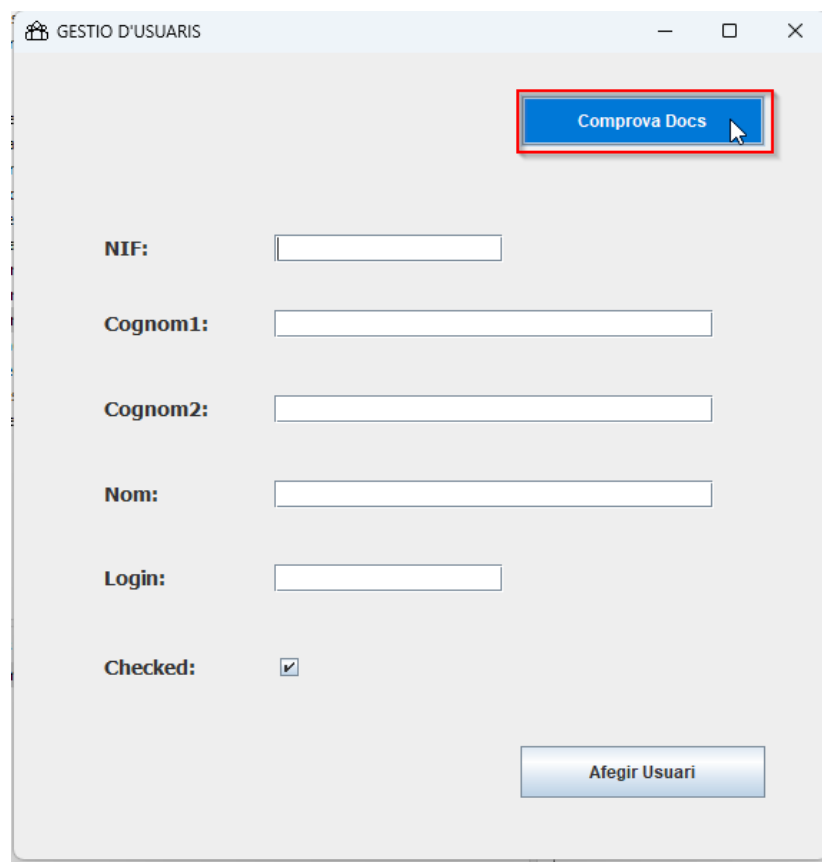 GESTIO D'USUARIS
Comprova Docs
NIF:
Cognom1:
Cognom2:
Nom:
Login:
Checked:
Afegir Usuari